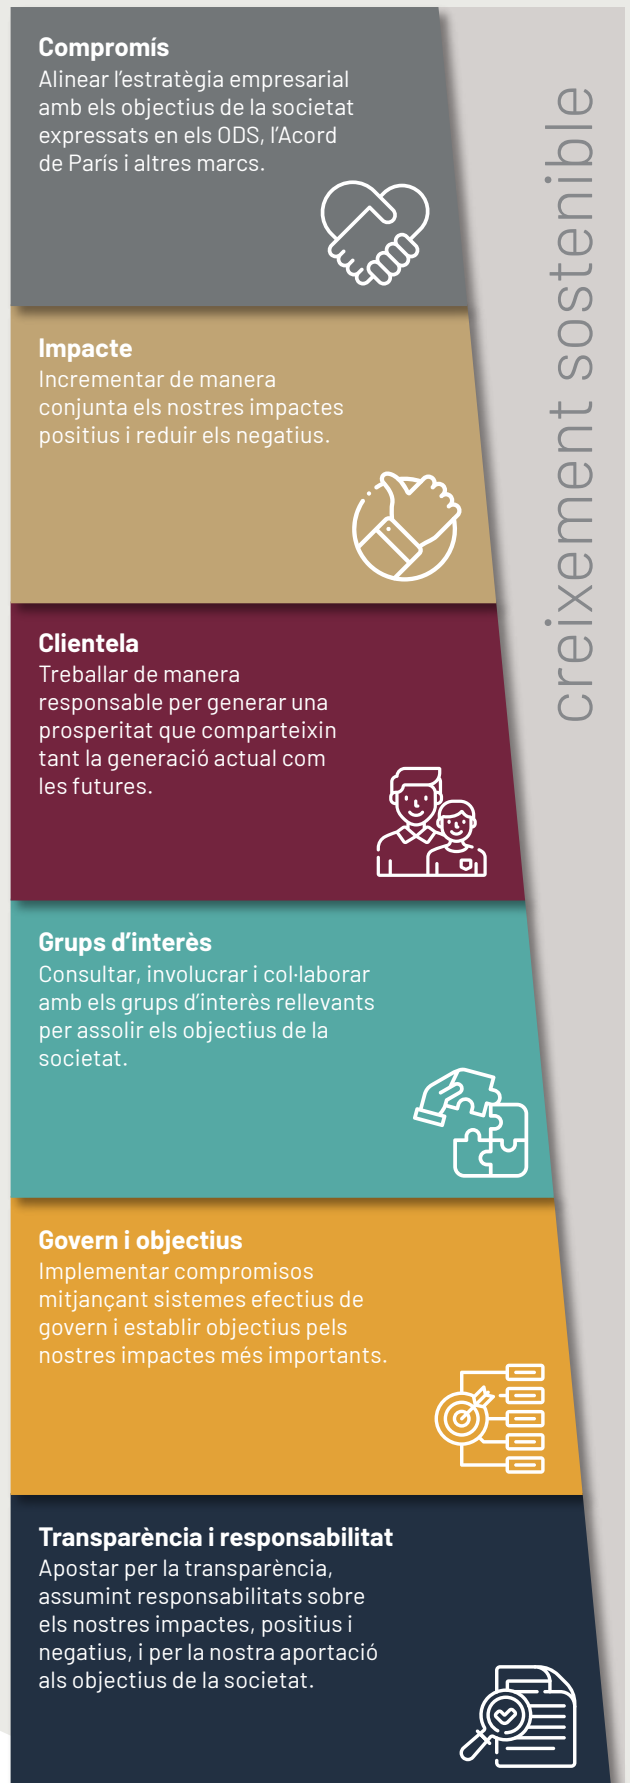 Compromís
Alinear l’estratègia empresarial
amb els objectius de la societat
expressats en els ODS, l’Acord
de París i altres marcs.
Impacte
Incrementar de manera
conjunta els nostres impactes
positius i reduir els negatius.
Clientela
Treballar de manera
responsable per generar una
prosperitat que comparteixin
tant la generació actual com
les futures.
Grups d’interès
Consultar, involucrar i col·laborar
amb els grups d’interès rellevants
per assolir els objectius de la
societat.
Govern i objectius
Implementar compromisos
mitjançant sistemes efectius de
govern i establir objectius pels
nostres impactes més importants.
Transparència i responsabilitat
Apostar per la transparència,
assumint responsabilitats sobre
els nostres impactes, positius i
negatius, i per la nostra aportació
als objectius de la societat.
creixement sostenible